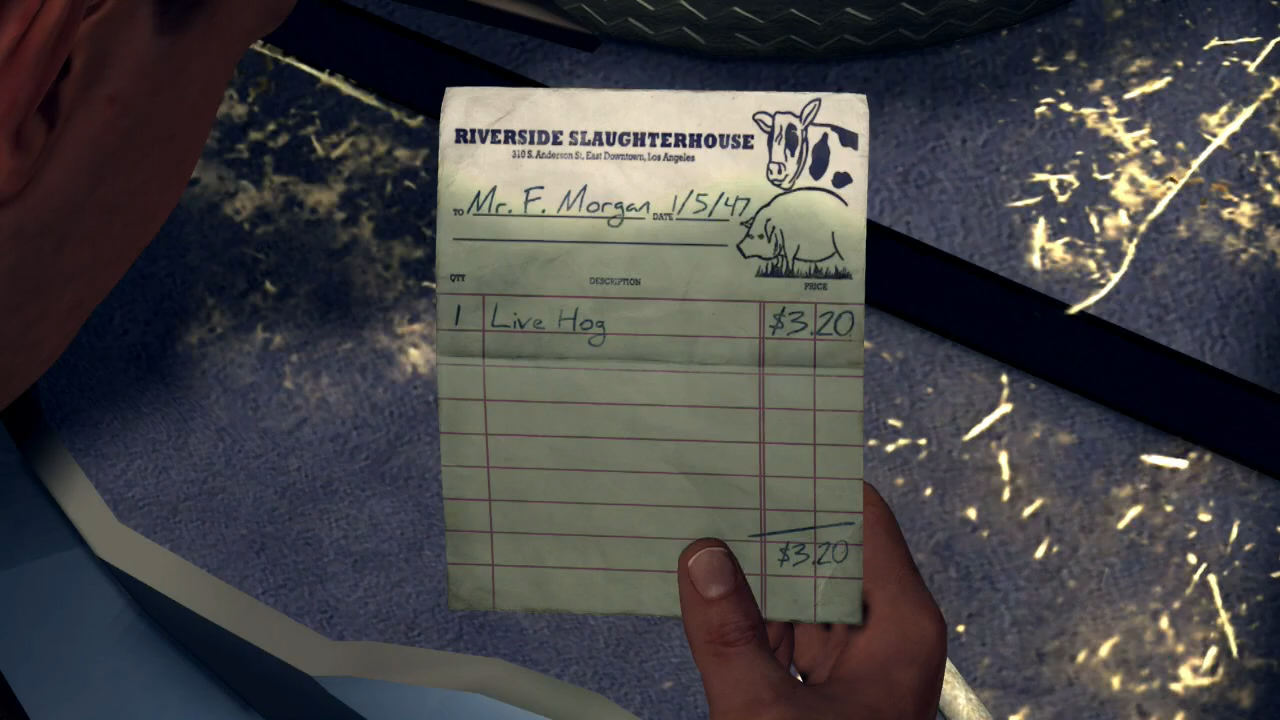 RIVERSIDE SLAUGHTERHOUSE
310 S. Anderson St, East Downtown, Los Angeles
TO Mr. F. Morgan DATE 1/5/47
QTY DESCRIPTION PRICE
1 Live Hog $3.20
$3.20